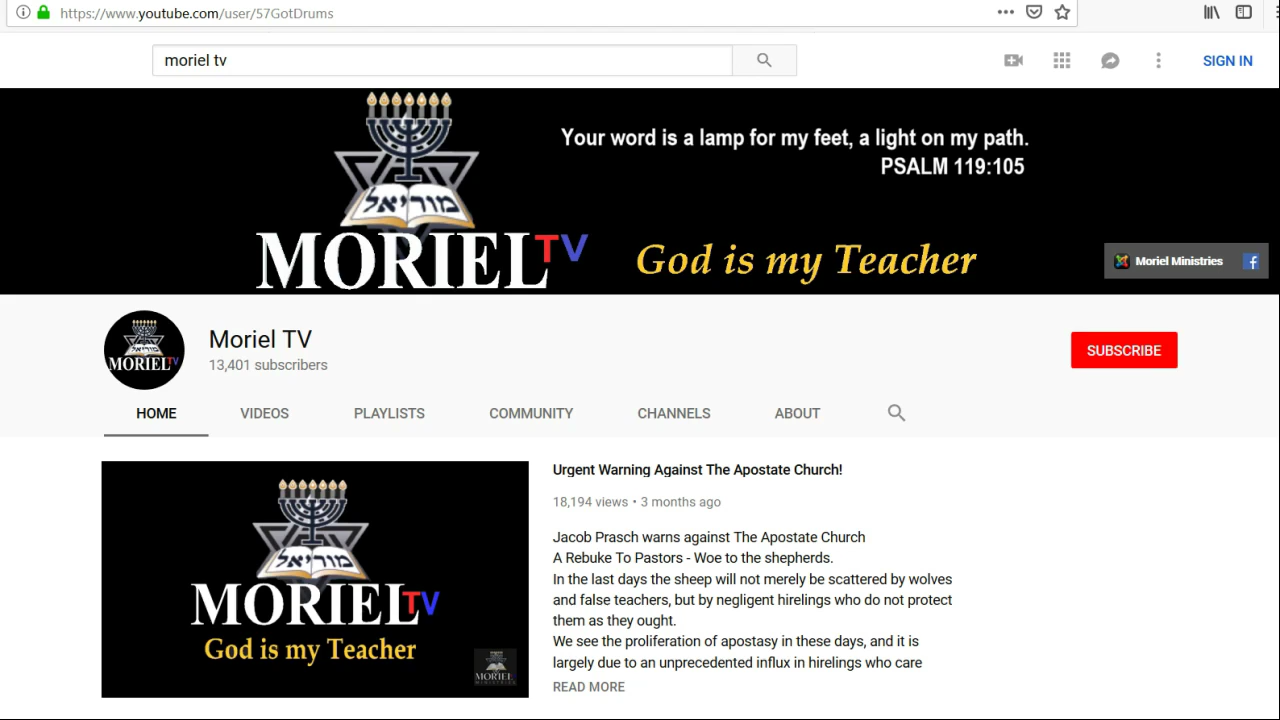 https://www.youtube.com/user/57GotDrums
moriel tv
SIGN IN
Your word is a lamp for my feet, a light on my path.
PSALM 119:105
מוריאל
MORIEL TV
God is my Teacher
Moriel Ministries
Moriel TV
13,401 subscribers
SUBSCRIBE
MORIEL TV
HOME VIDEOS PLAYLISTS COMMUNITY CHANNELS ABOUT
מוריאל
MORIEL TV
God is my Teacher
MORIEL
MINISTRIES
Urgent Warning Against The Apostate Church!
18,194 views • 3 months ago
Jacob Prasch warns against The Apostate Church
A Rebuke To Pastors - Woe to the shepherds.
In the last days the sheep will not merely be scattered by wolves
and false teachers, but by negligent hirelings who do not protect
them as they ought.
We see the proliferation of apostasy in these days, and it is
largely due to an unprecedented influx in hirelings who care
READ MORE